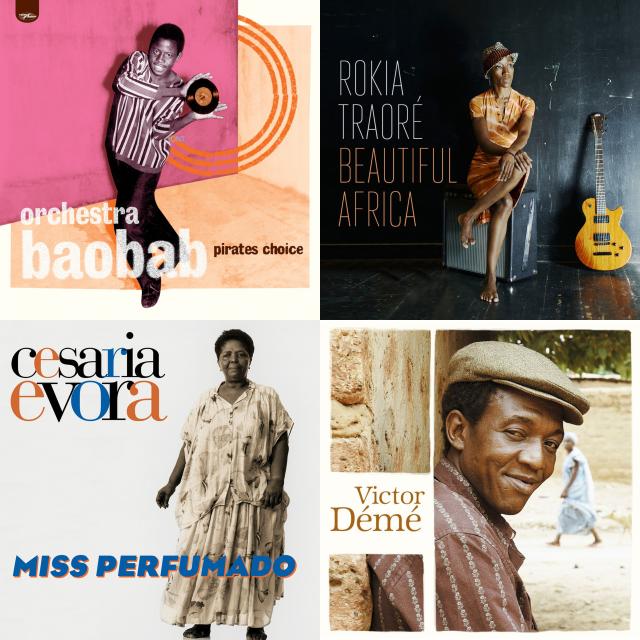 orchestra
baobab
pirates choice
ROKIA
TRAORÉ
BEAUTIFUL
AFRICA
cesaria
evora
MISS PERFUMADO
Victor
Démé